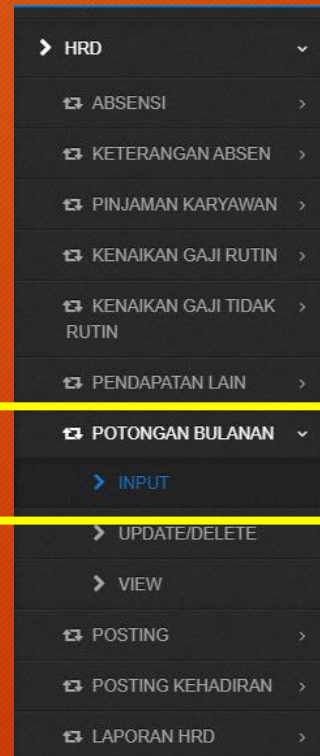 HRD
ABSENSI
KETERANGAN ABSEN
PINJAMAN KARYAWAN
KENAIKAN GAJI RUTIN
KENAIKAN GAJI TIDAK
RUTIN
PENDAPATAN LAIN
POTONGAN BULANAN
INPUT
UPDATE/DELETE
VIEW
POSTING
POSTING KEHADIRAN
LAPORAN HRD